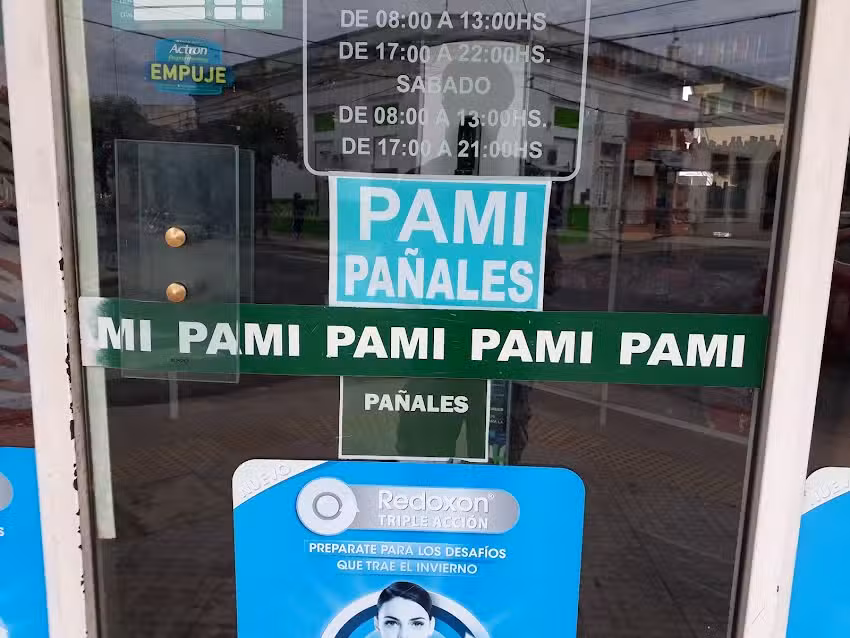 DE 08:00 A 13:00HS
DE 17:00 A 22:00HS.
SABADO
DE 08:00 A 13:00HS.
DE 17:00 A 21:00HS
Actron
EMPUJE
PAMI
PAÑALES
AMI PAMI PAMI PAMI PAMI
PAÑALES
NUEVO
Redoxon®
TRIPLE ACCIÓN
PREPARATE PARA LOS DESAFÍOS
QUE TRAE EL INVIERNO